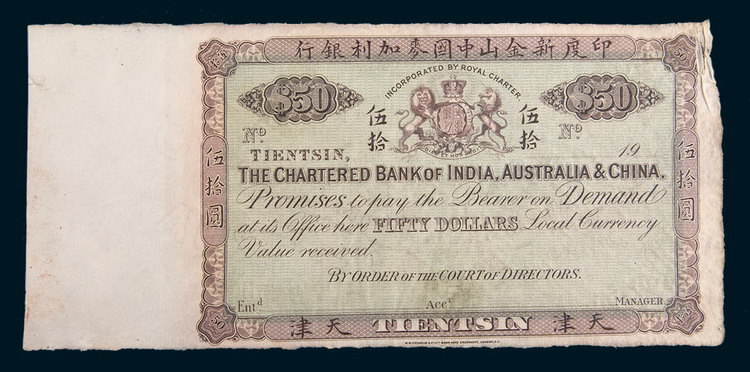 印度新金山中國麥加利銀行
50
INCORPORATED BY ROYAL CHARTER
$50
$50
伍拾
伍拾
Nº
Nº
TIENTSIN,
19
THE CHARTERED BANK OF INDIA, AUSTRALIA & CHINA,
Promises to pay the Bearer on Demand
at its Office here FIFTY DOLLARS Local Currency
Value received.
BY ORDER OF THE COURT OF DIRECTORS.
伍拾圓
伍拾圓
Entᵈ
Accᵗ
MANAGER
50
天津 TIENTSIN 天津